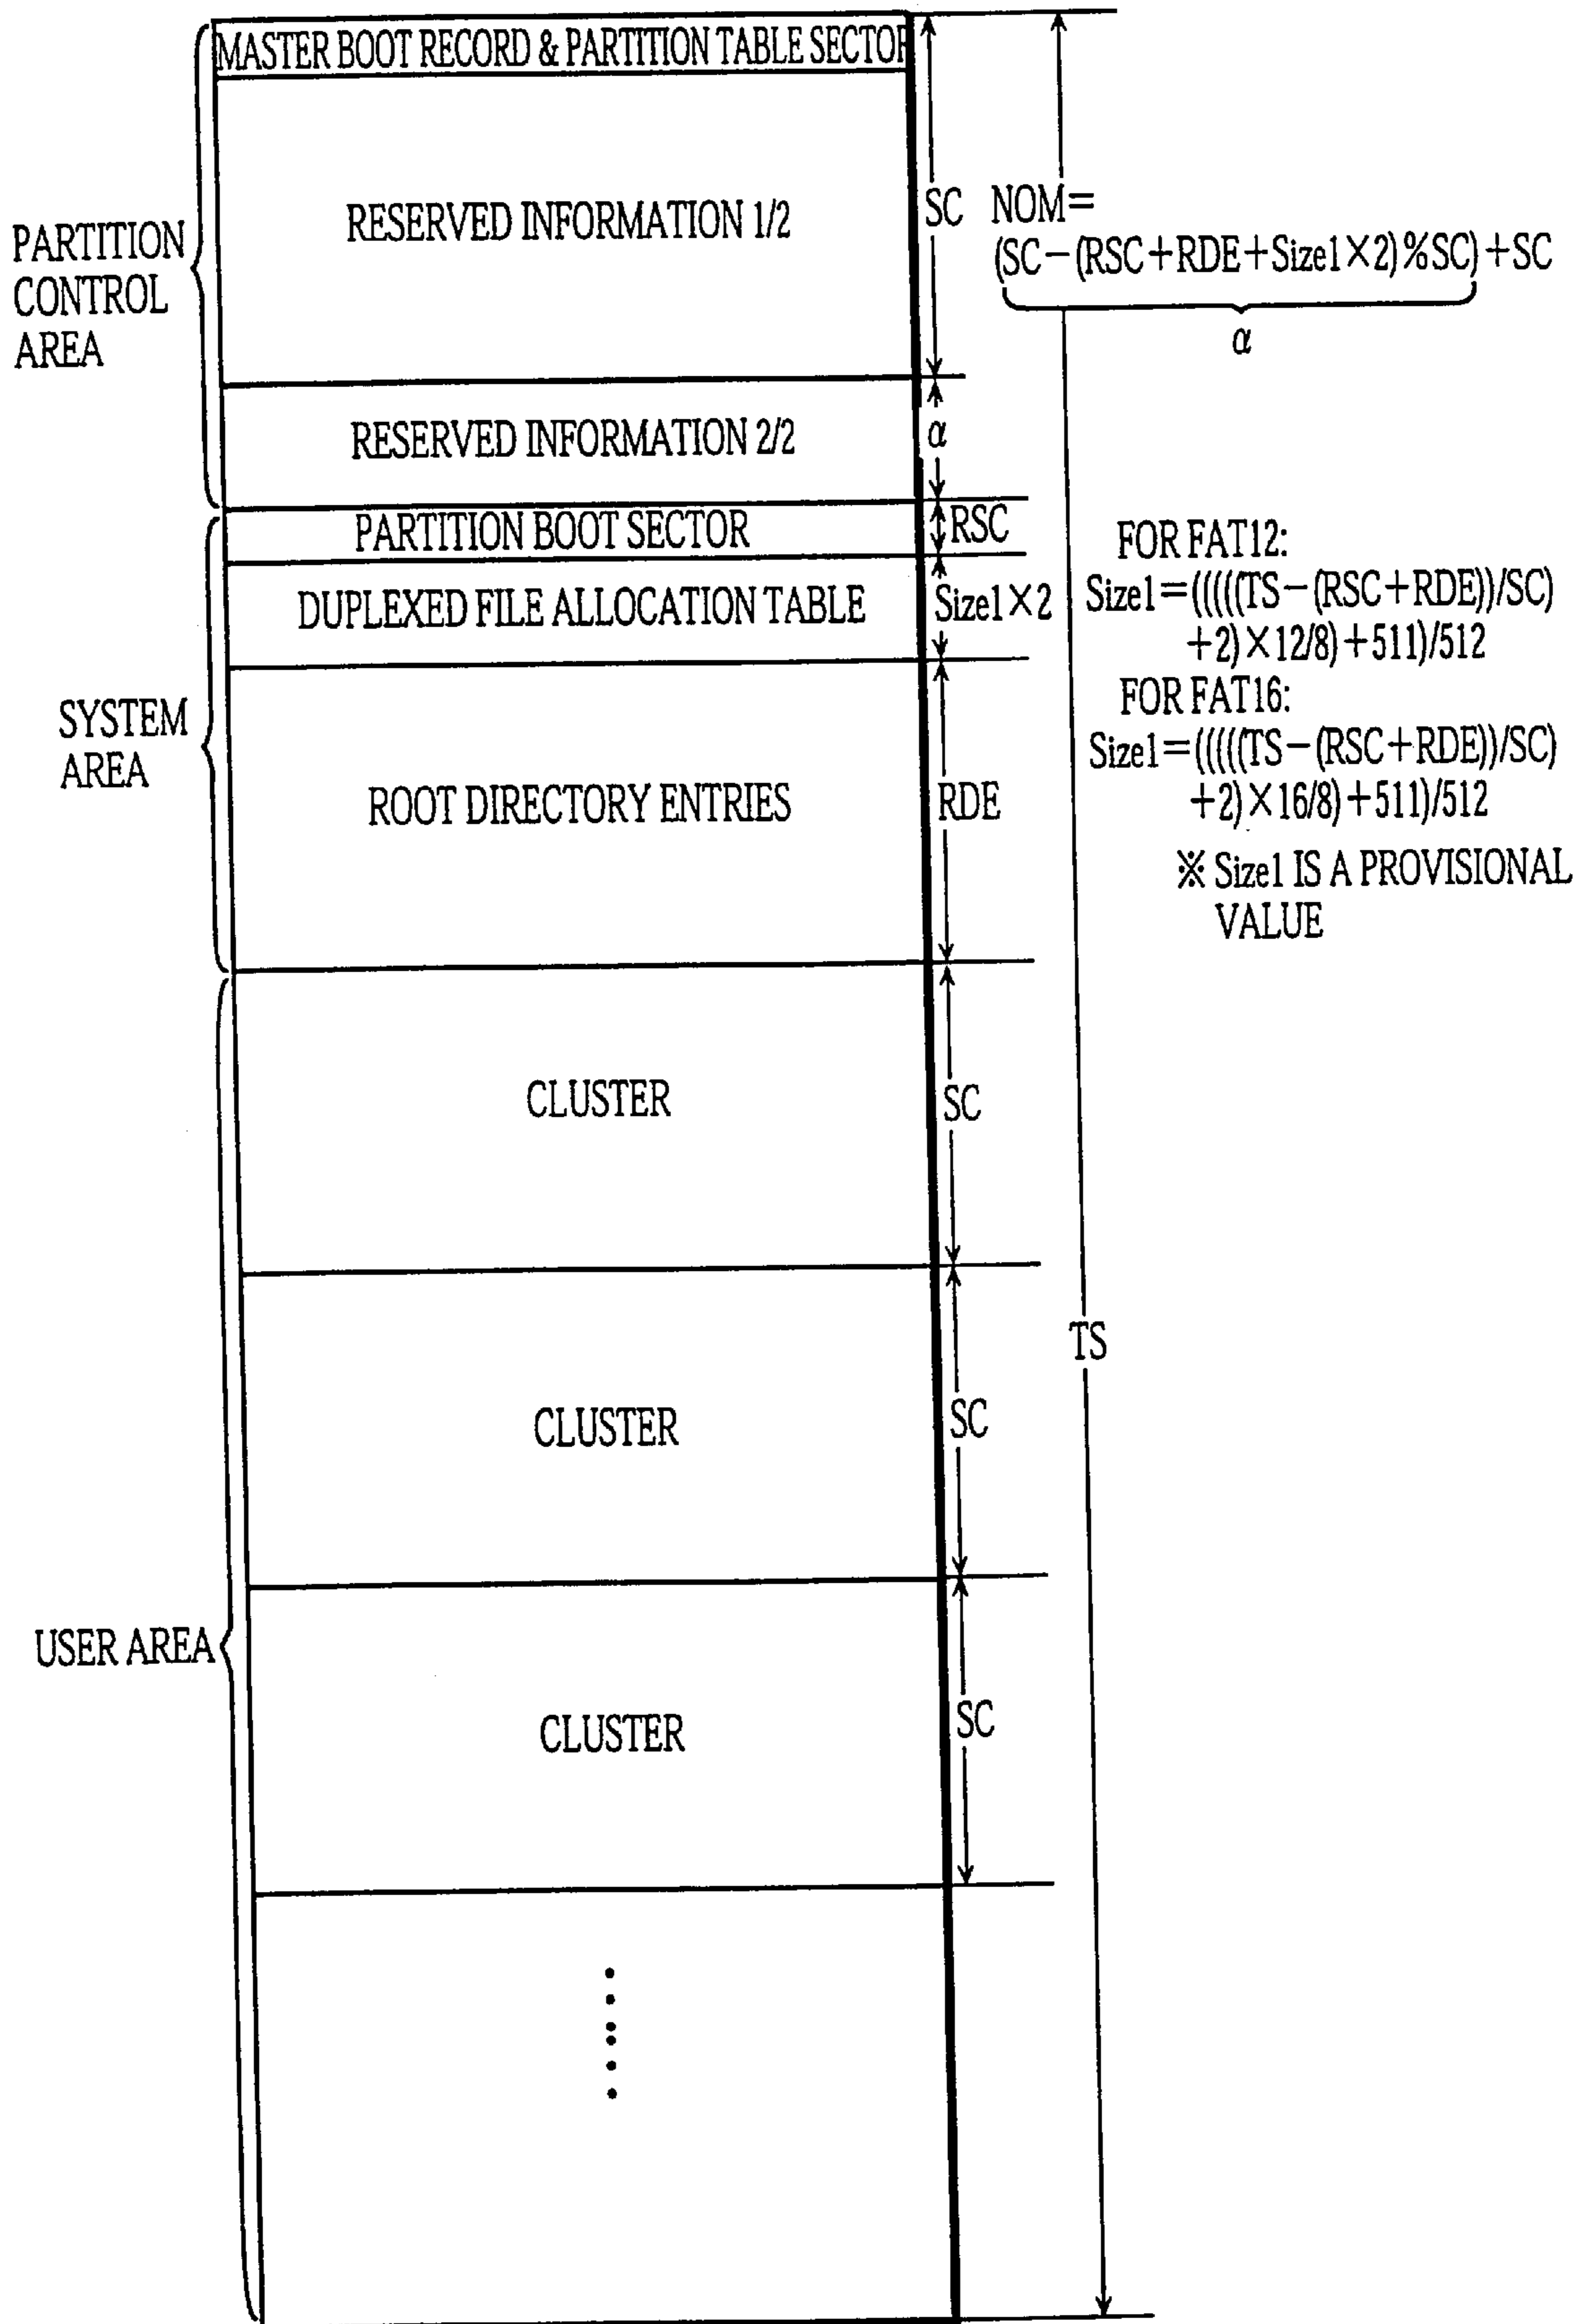 MASTER BOOT RECORD & PARTITION TABLE SECTOR
RESERVED INFORMATION 1/2
SC
NOM=
(SC-(RSC+RDE+Size1×2)%SC)+SC
α
PARTITION
CONTROL
AREA
RESERVED INFORMATION 2/2
α
PARTITION BOOT SECTOR
RSC
DUPLEXED FILE ALLOCATION TABLE
Size1×2
FOR FAT12:
Size1=(((((TS-(RSC+RDE))/SC)
+2)×12/8)+511)/512
FOR FAT16:
Size1=(((((TS-(RSC+RDE))/SC)
+2)×16/8)+511)/512
※ Size1 IS A PROVISIONAL
VALUE
SYSTEM
AREA
ROOT DIRECTORY ENTRIES
RDE
CLUSTER
SC
TS
CLUSTER
SC
USER AREA
CLUSTER
SC